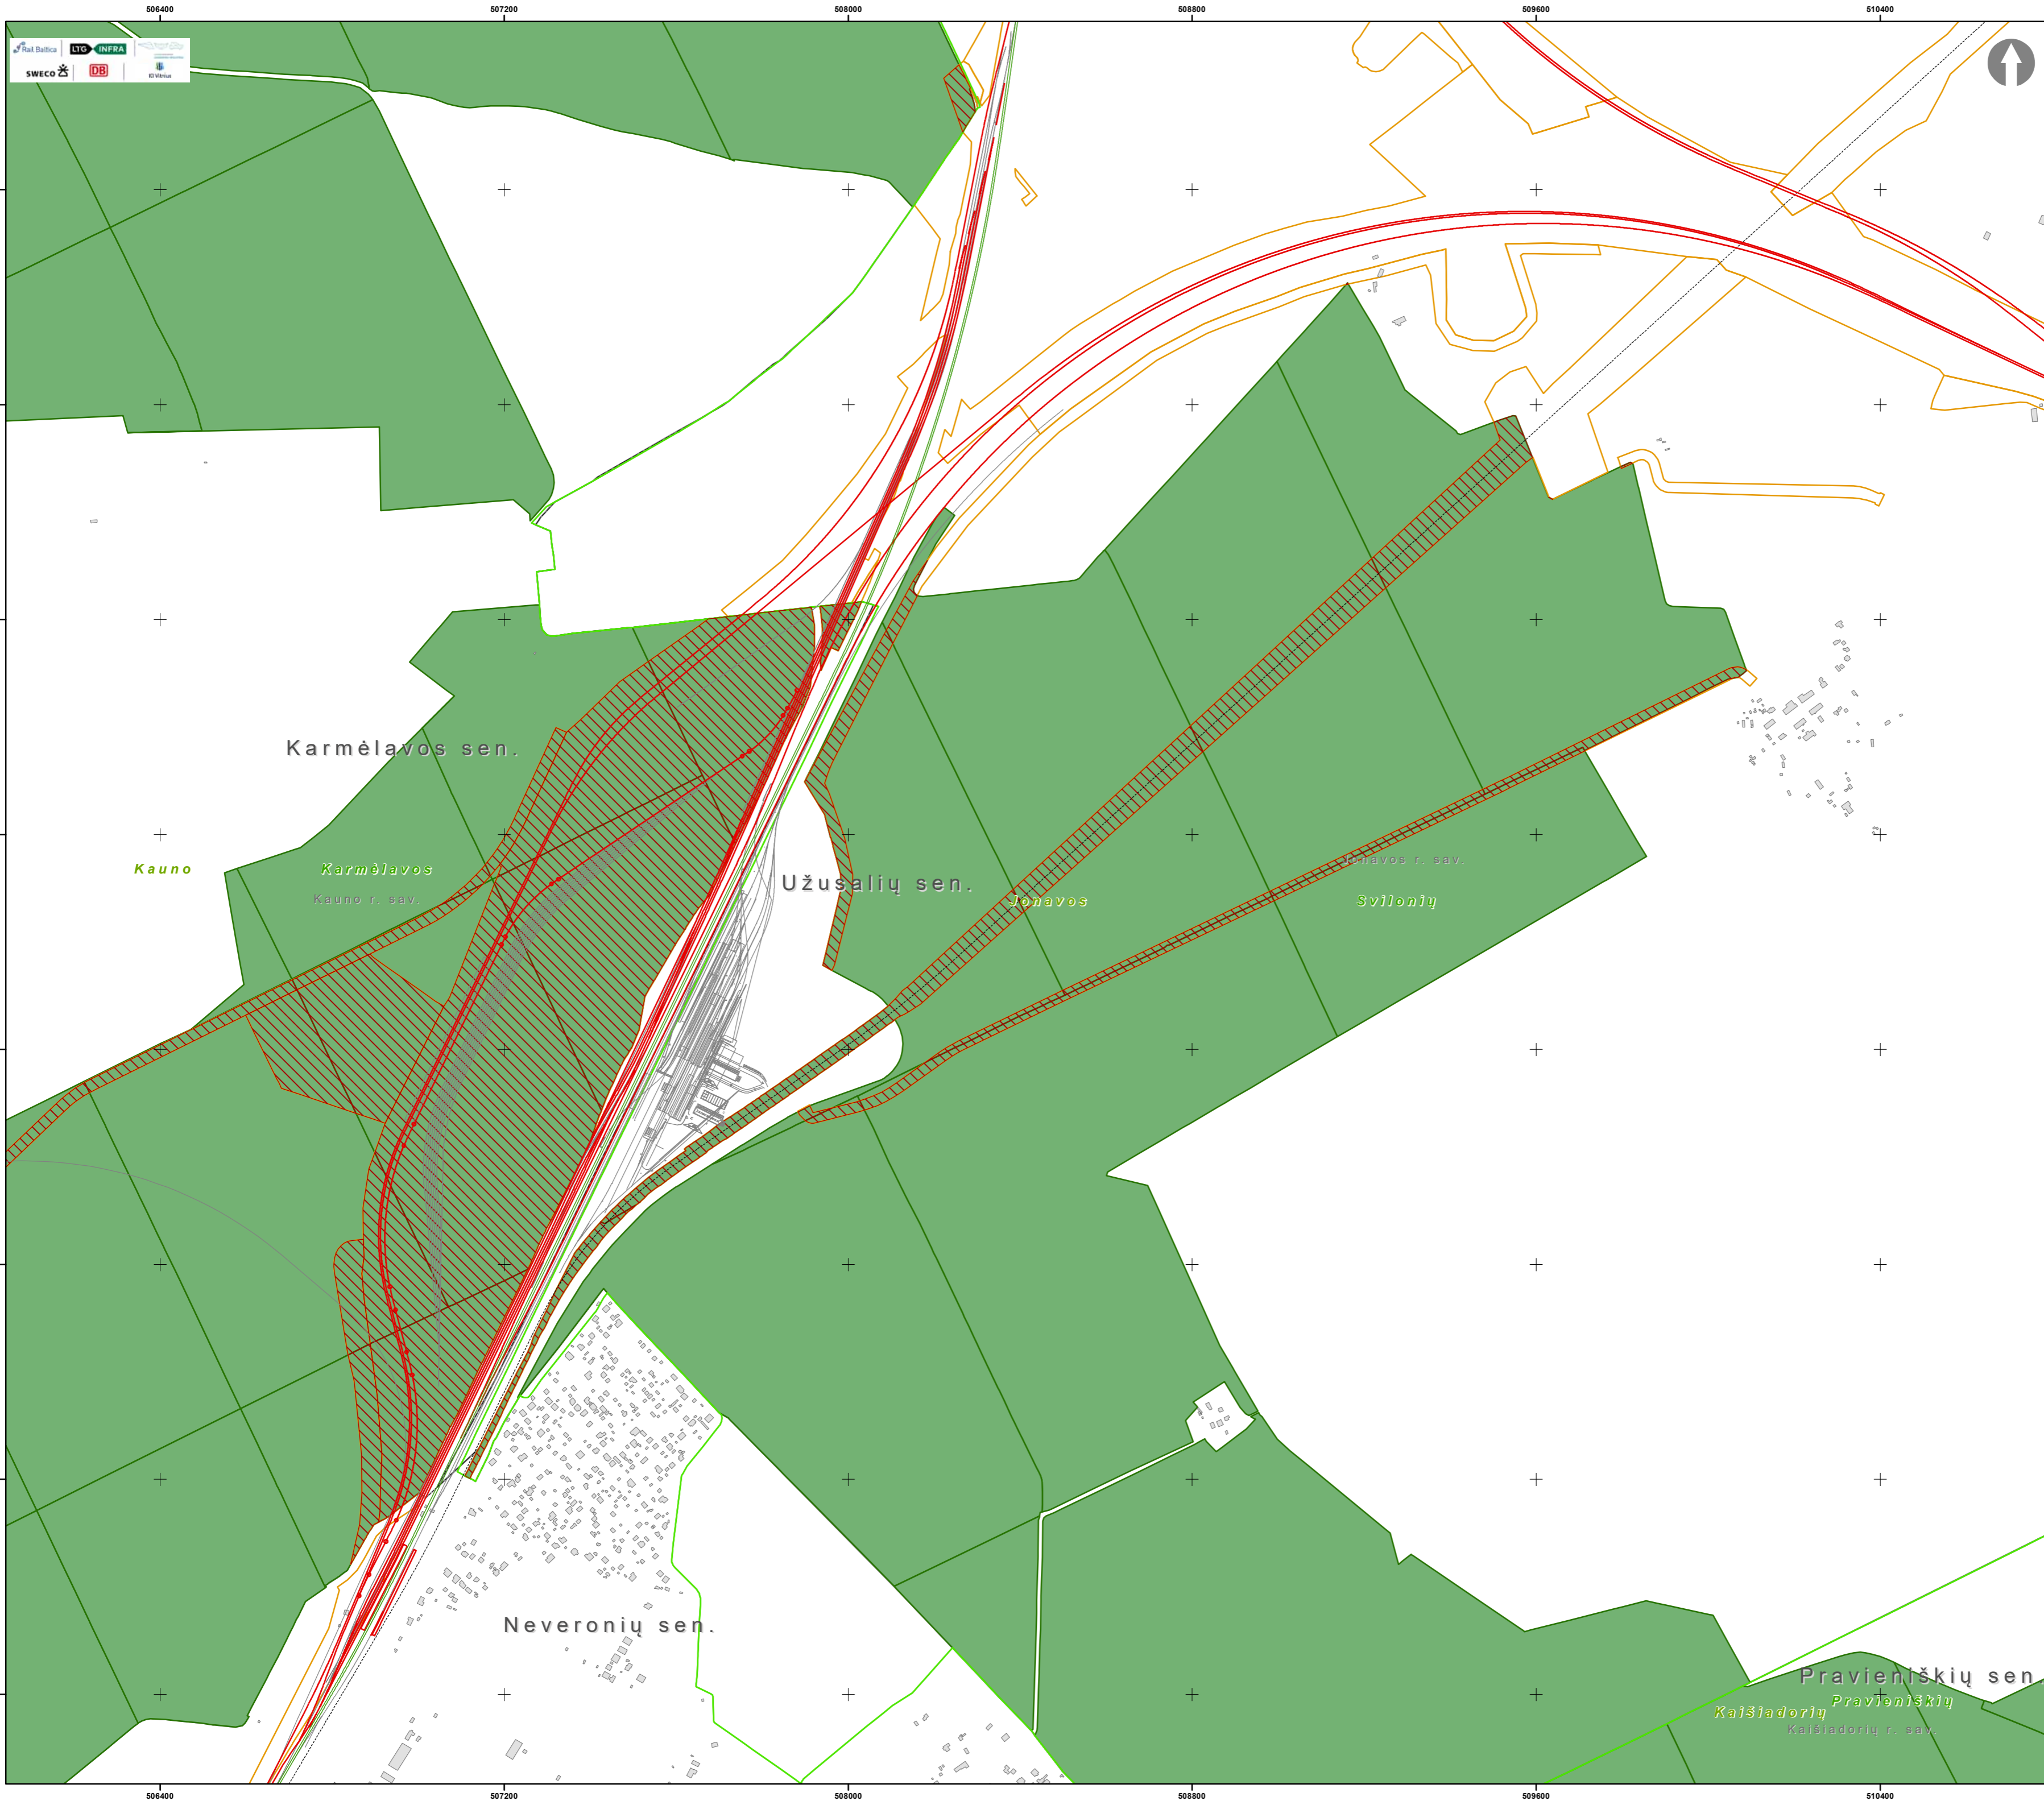 506400 507200 508000 508800 509600 510400
Rail Baltica LTG INFRA
SWECO DB ID Vilnius
Karmėlavos sen.
Kauno Karmėlavos
Kauno r. sav.
Užusalių sen.
Jonavos
Jonavos r. sav.
Svilonių
Neveronių sen.
Pravieniškių sen.
Pravieniškių
Kaišiadorių
Kaišiadorių r. sav.
506400 507200 508000 508800 509600 510400